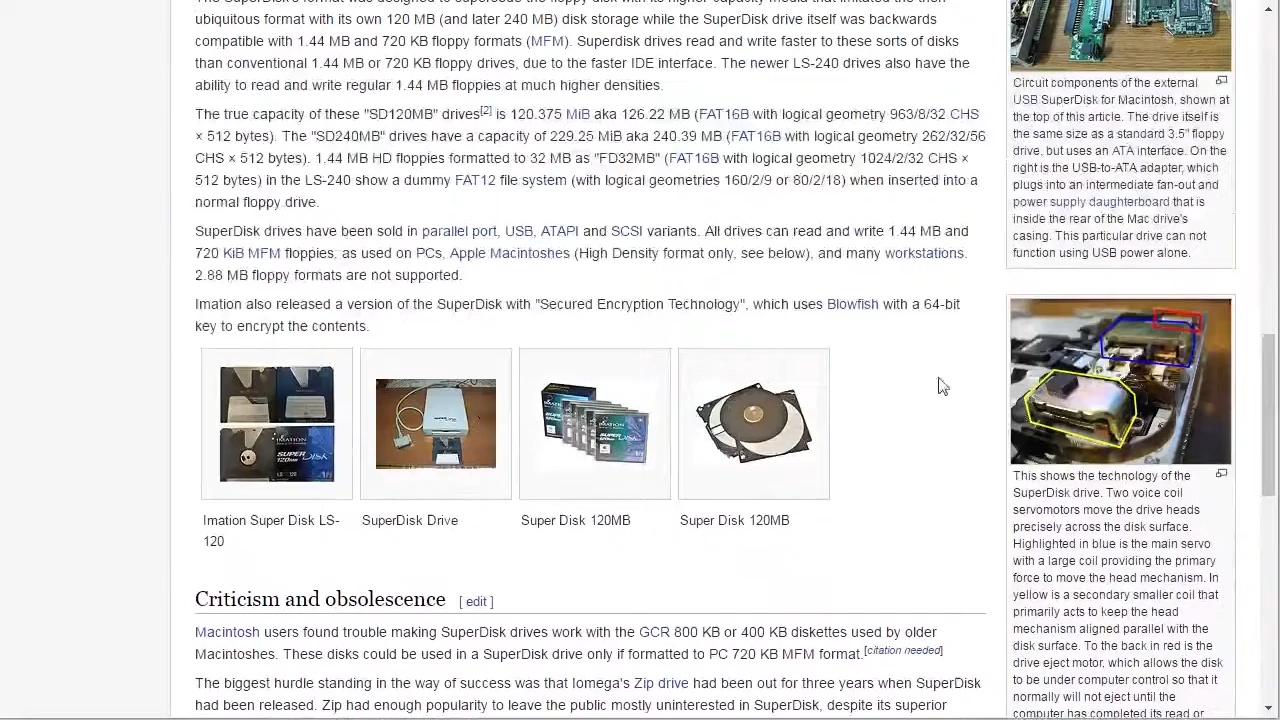 The SuperDisk's format was designed to supersede the floppy disk with its higher-capacity media that imitated the then
ubiquitous format with its own 120 MB (and later 240 MB) disk storage while the SuperDisk drive itself was backwards
compatible with 1.44 MB and 720 KB floppy formats (MFM). Superdisk drives read and write faster to these sorts of disks
than conventional 1.44 MB or 720 KB floppy drives, due to the faster IDE interface. The newer LS-240 drives also have the
ability to read and write regular 1.44 MB floppies at much higher densities.
The true capacity of these "SD120MB" drives[2] is 120.375 MiB aka 126.22 MB (FAT16B with logical geometry 963/8/32 CHS
× 512 bytes). The "SD240MB" drives have a capacity of 229.25 MiB aka 240.39 MB (FAT16B with logical geometry 262/32/56
CHS × 512 bytes). 1.44 MB HD floppies formatted to 32 MB as "FD32MB" (FAT16B with logical geometry 1024/2/32 CHS ×
512 bytes) in the LS-240 show a dummy FAT12 file system (with logical geometries 160/2/9 or 80/2/18) when inserted into a
normal floppy drive.
SuperDisk drives have been sold in parallel port, USB, ATAPI and SCSI variants. All drives can read and write 1.44 MB and
720 KiB MFM floppies, as used on PCs, Apple Macintoshes (High Density format only, see below), and many workstations.
2.88 MB floppy formats are not supported.
Imation also released a version of the SuperDisk with "Secured Encryption Technology", which uses Blowfish with a 64-bit
key to encrypt the contents.
IMATION
SUPERDISK
120MB
Imation Super Disk LS-
120
SuperDisk Drive
Super Disk 120MB
Super Disk 120MB
Criticism and obsolescence [ edit ]
Macintosh users found trouble making SuperDisk drives work with the GCR 800 KB or 400 KB diskettes used by older
Macintoshes. These disks could be used in a SuperDisk drive only if formatted to PC 720 KB MFM format.[citation needed]
The biggest hurdle standing in the way of success was that Iomega's Zip drive had been out for three years when SuperDisk
had been released. Zip had enough popularity to leave the public mostly uninterested in SuperDisk, despite its superior
Circuit components of the external
USB SuperDisk for Macintosh, shown at
the top of this article. The drive itself is
the same size as a standard 3.5" floppy
drive, but uses an ATA interface. On the
right is the USB-to-ATA adapter, which
plugs into an intermediate fan-out and
power supply daughterboard that is
inside the rear of the Mac drive's
casing. This particular drive can not
function using USB power alone.
This shows the technology of the
SuperDisk drive. Two voice coil
servomotors move the drive heads
precisely across the disk surface.
Highlighted in blue is the main servo
with a large coil providing the primary
force to move the head mechanism. In
yellow is a secondary smaller coil that
primarily acts to keep the head
mechanism aligned parallel with the
disk surface. To the back in red is the
drive eject motor, which allows the disk
to be under computer control so that it
normally will not eject until the
computer has completed its read or